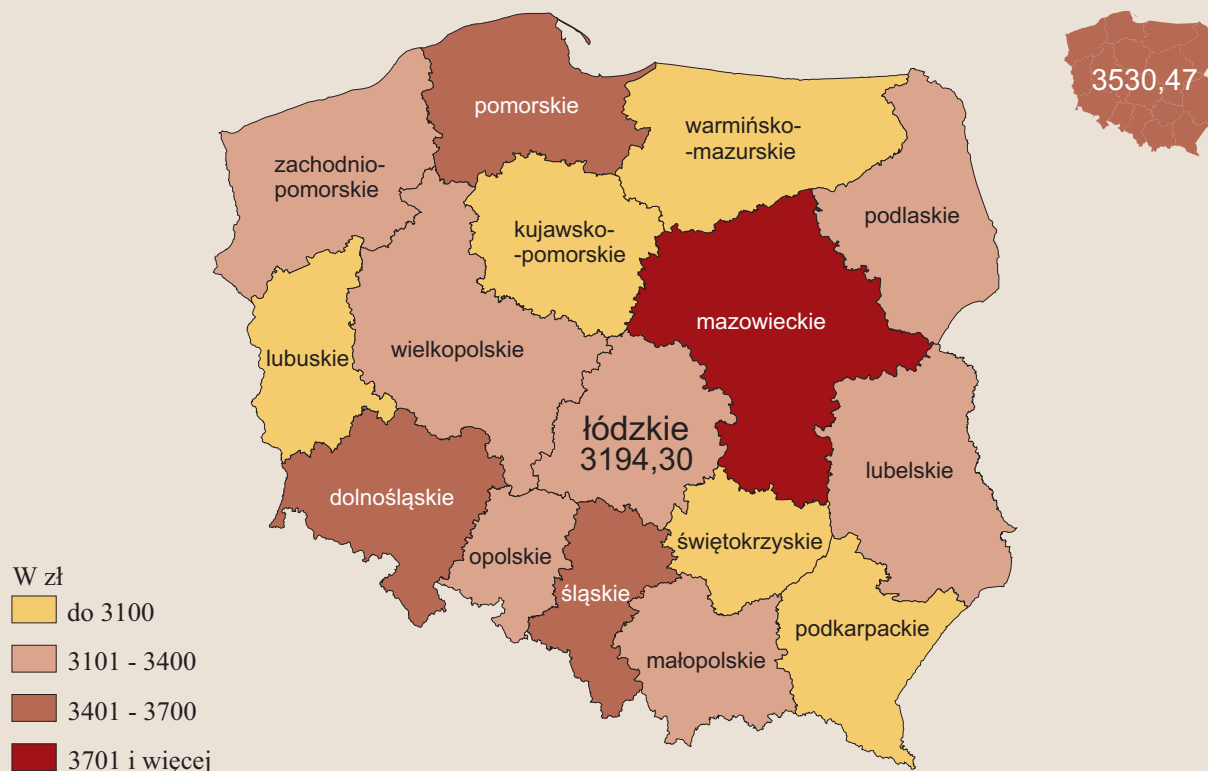 3530,47
pomorskie
warmińsko-
-mazurskie
zachodnio-
pomorskie
podlaskie
kujawsko-
-pomorskie
mazowieckie
wielkopolskie
lubuskie
łódzkie
3194,30
lubelskie
dolnośląskie
świętokrzyskie
opolskie
śląskie
podkarpackie
małopolskie
W zł
do 3100
3101 - 3400
3401 - 3700
3701 i więcej